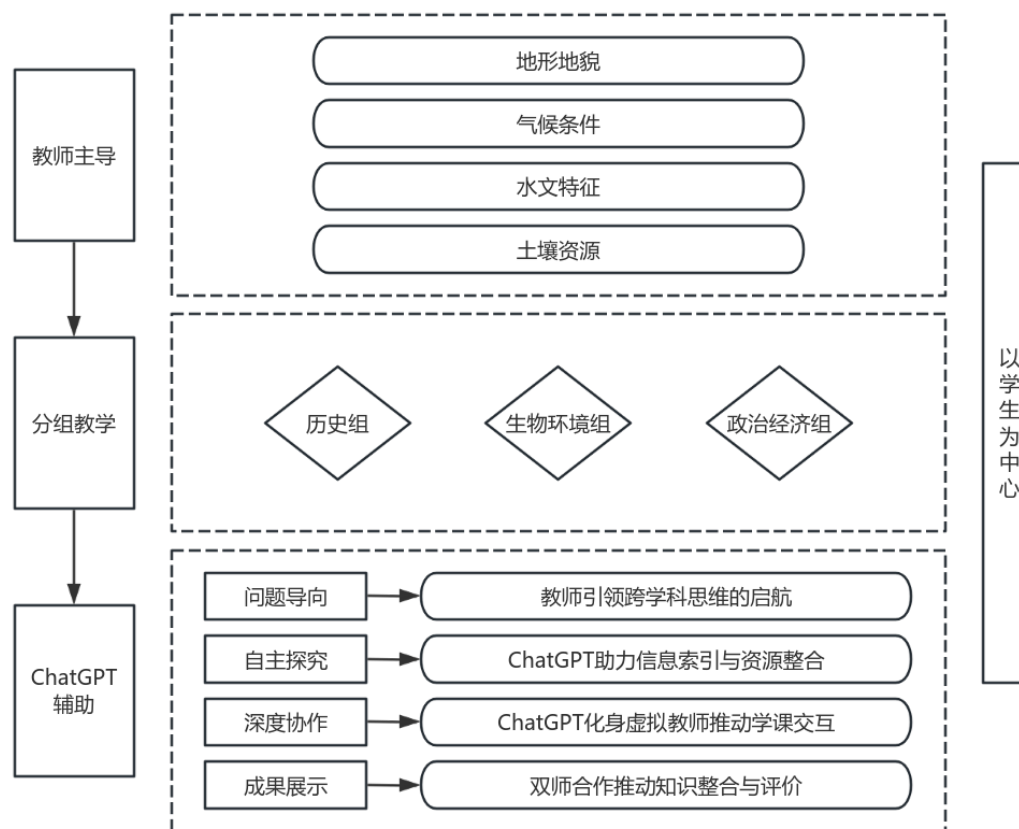 教师主导
地形地貌
气候条件
水文特征
土壤资源
分组教学
历史组
生物环境组
政治经济组
ChatGPT
辅助
问题导向
教师引领跨学科思维的启航
自主探究
ChatGPT助力信息索引与资源整合
深度协作
ChatGPT化身虚拟教师推动学课交互
成果展示
双师合作推动知识整合与评价
以学生为中心